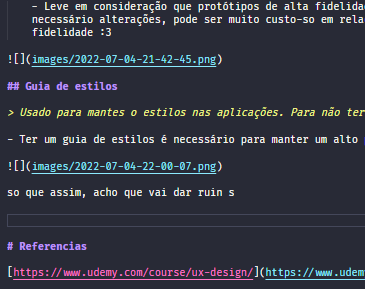 - Leve em consideração que protótipos de alta fidelidad
necessário alterações, pode ser muito custo-so em rela
fidelidade :3
![](images/2022-07-04-21-42-45.png)
## Guia de estilos
> Usado para mantes o estilos nas aplicações. Para não ter
- Ter um guia de estilos é necessário para manter um alto
![](images/2022-07-04-22-00-07.png)
so que assim, acho que vai dar ruin s
# Referencias
[https://www.udemy.com/course/ux-design/](https://www.udem